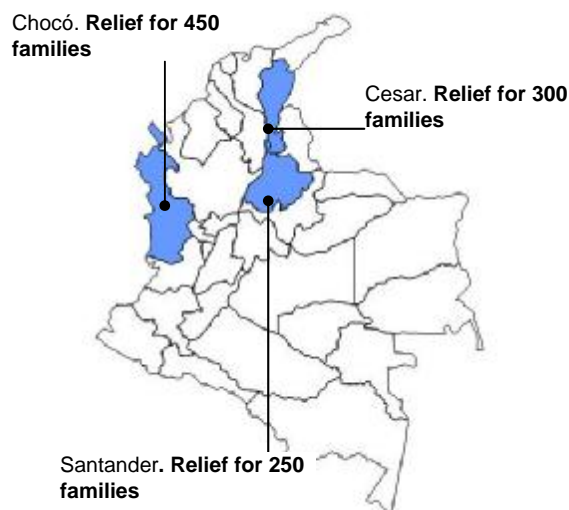 Chocó. Relief for 450
families
Cesar. Relief for 300
families
Santander. Relief for 250
families